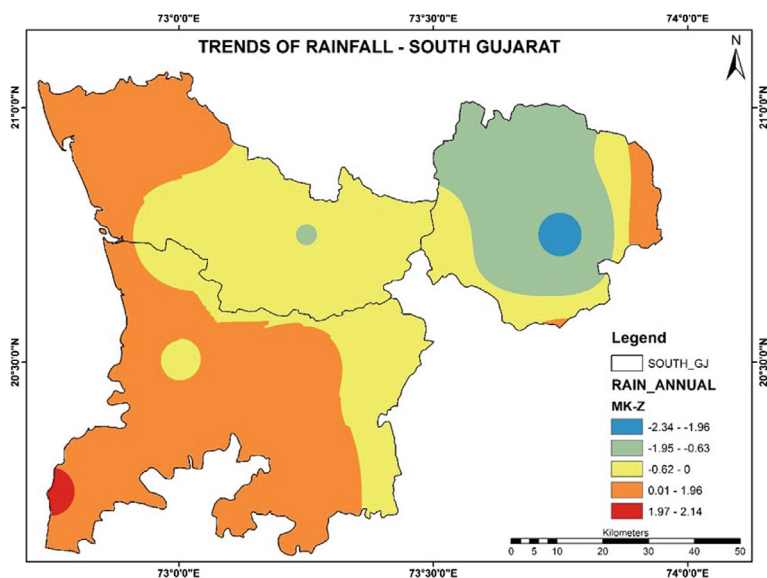 73°0'0"E
73°30'0"E
74°0'0"E
TRENDS OF RAINFALL - SOUTH GUJARAT
N
21°0'0"N
21°0'0"N
20°30'0"N
20°30'0"N
Legend
SOUTH_GJ
RAIN_ANNUAL
MK-Z
-2.34 - -1.96
-1.95 - -0.63
-0.62 - 0
0.01 - 1.96
1.97 - 2.14
Kilometers
0 2 5 10 20 30 40 50
73°0'0"E
73°30'0"E
74°0'0"E